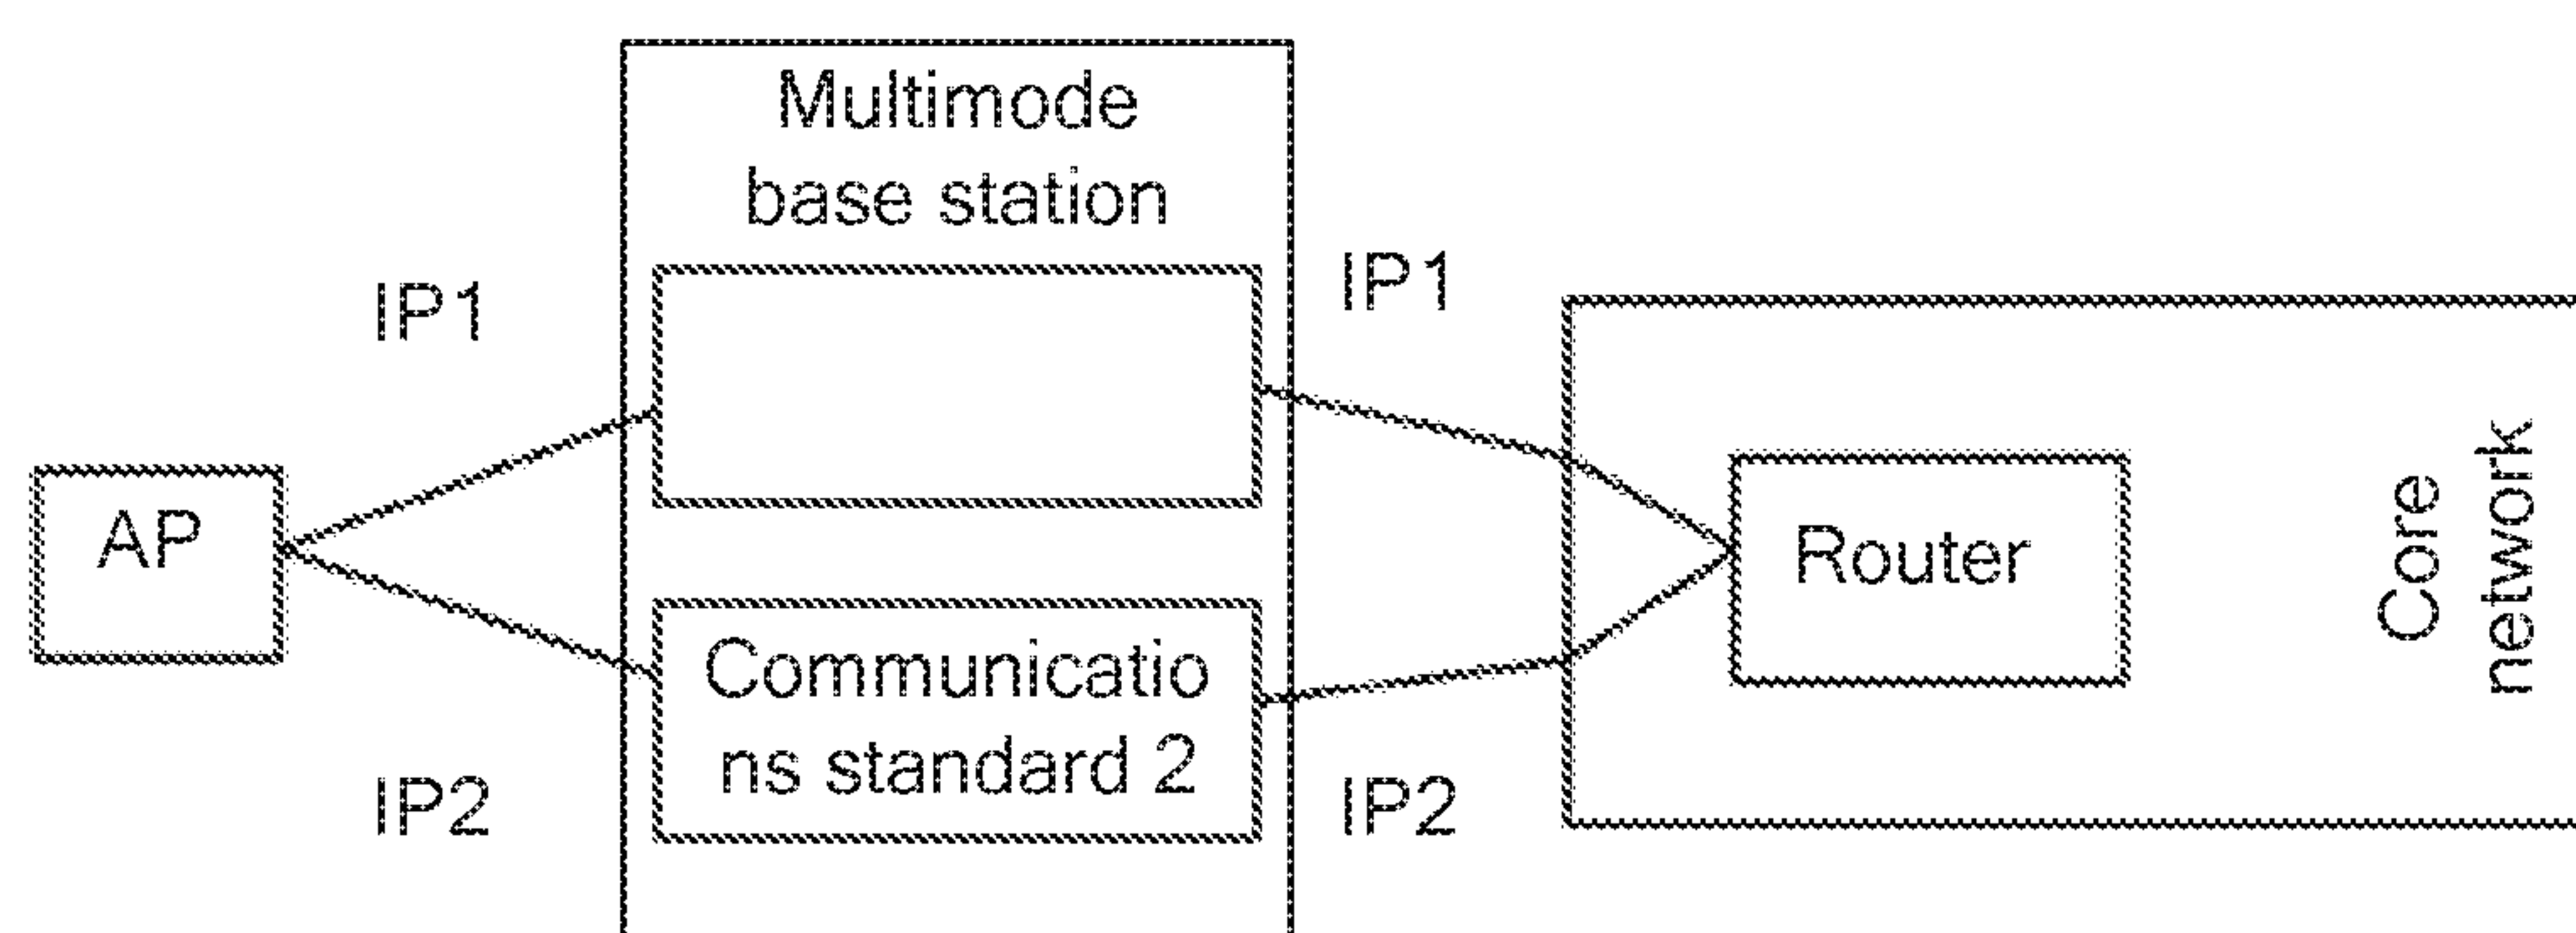 Multimode
base station
IP1
IP1
AP
Communicatio
ns standard 2
Router
Core
network
IP2
IP2